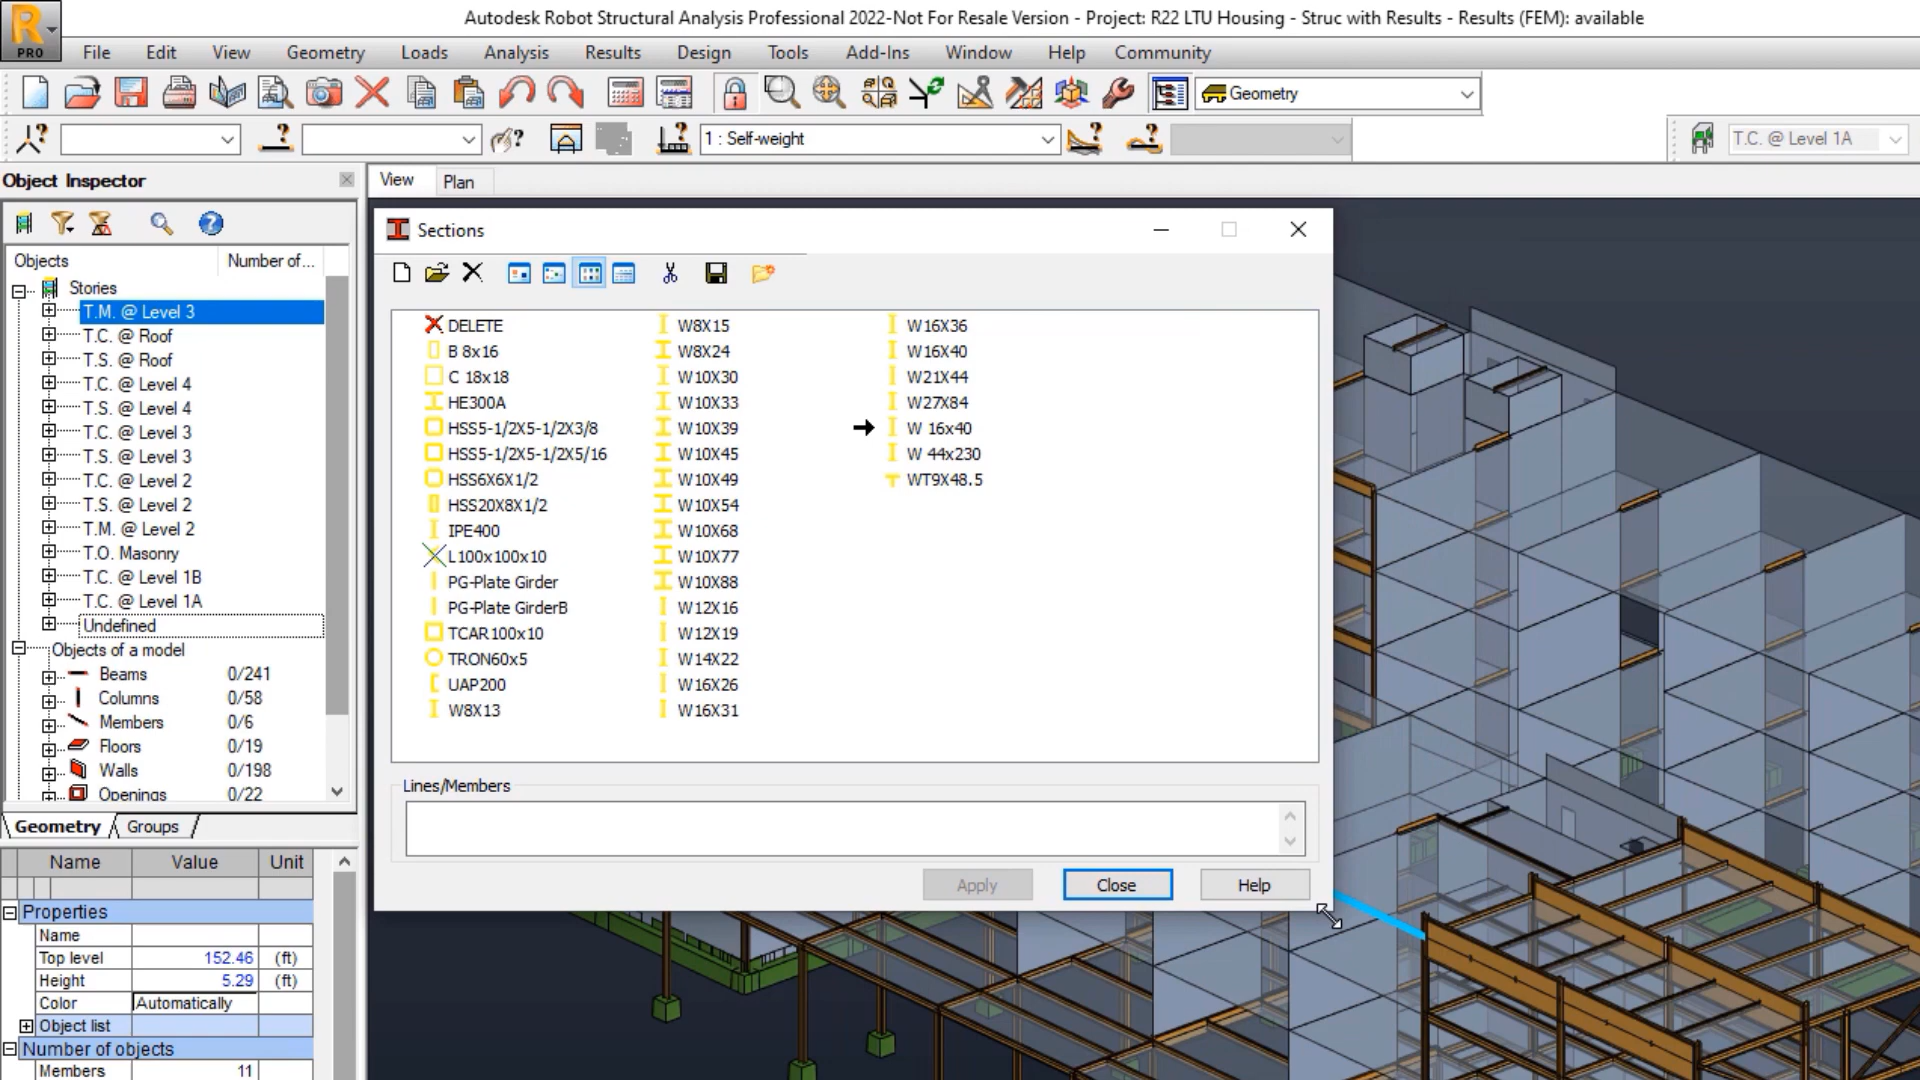 Autodesk Robot Structural Analysis Professional 2022-Not For Resale Version - Project: R22 LTU Housing - Struc with Results - Results (FEM): available
R
PRO
File Edit View Geometry Loads Analysis Results Design Tools Add-Ins Window Help Community
Geometry
1 : Self-weight
T.C. @ Level 1A
Object Inspector
View Plan
Objects Number of...
Stories
T.M. @ Level 3
T.C. @ Roof
T.S. @ Roof
T.C. @ Level 4
T.S. @ Level 4
T.C. @ Level 3
T.S. @ Level 3
T.C. @ Level 2
T.S. @ Level 2
T.M. @ Level 2
T.O. Masonry
T.C. @ Level 1B
T.C. @ Level 1A
Undefined
Objects of a model
Beams 0/241
Columns 0/58
Members 0/6
Floors 0/19
Walls 0/198
Openings 0/22
Geometry Groups
Name Value Unit
Properties
Name
Top level 152.46 (ft)
Height 5.29 (ft)
Color Automatically
Object list
Number of objects
Members 11
Sections
DELETE
B 8x16
C 18x18
HE300A
HSS5-1/2X5-1/2X3/8
HSS5-1/2X5-1/2X5/16
HSS6X6X1/2
HSS20X8X1/2
IPE400
L100x100x10
PG-Plate Girder
PG-Plate GirderB
TCAR100x10
TRON60x5
UAP200
W8X13
W8X15
W8X24
W10X30
W10X33
W10X39
W10X45
W10X49
W10X54
W10X68
W10X77
W10X88
W12X16
W12X19
W14X22
W16X26
W16X31
W16X36
W16X40
W21X44
W27X84
W 16x40
W 44x230
WT9X48.5
Lines/Members
Apply Close Help